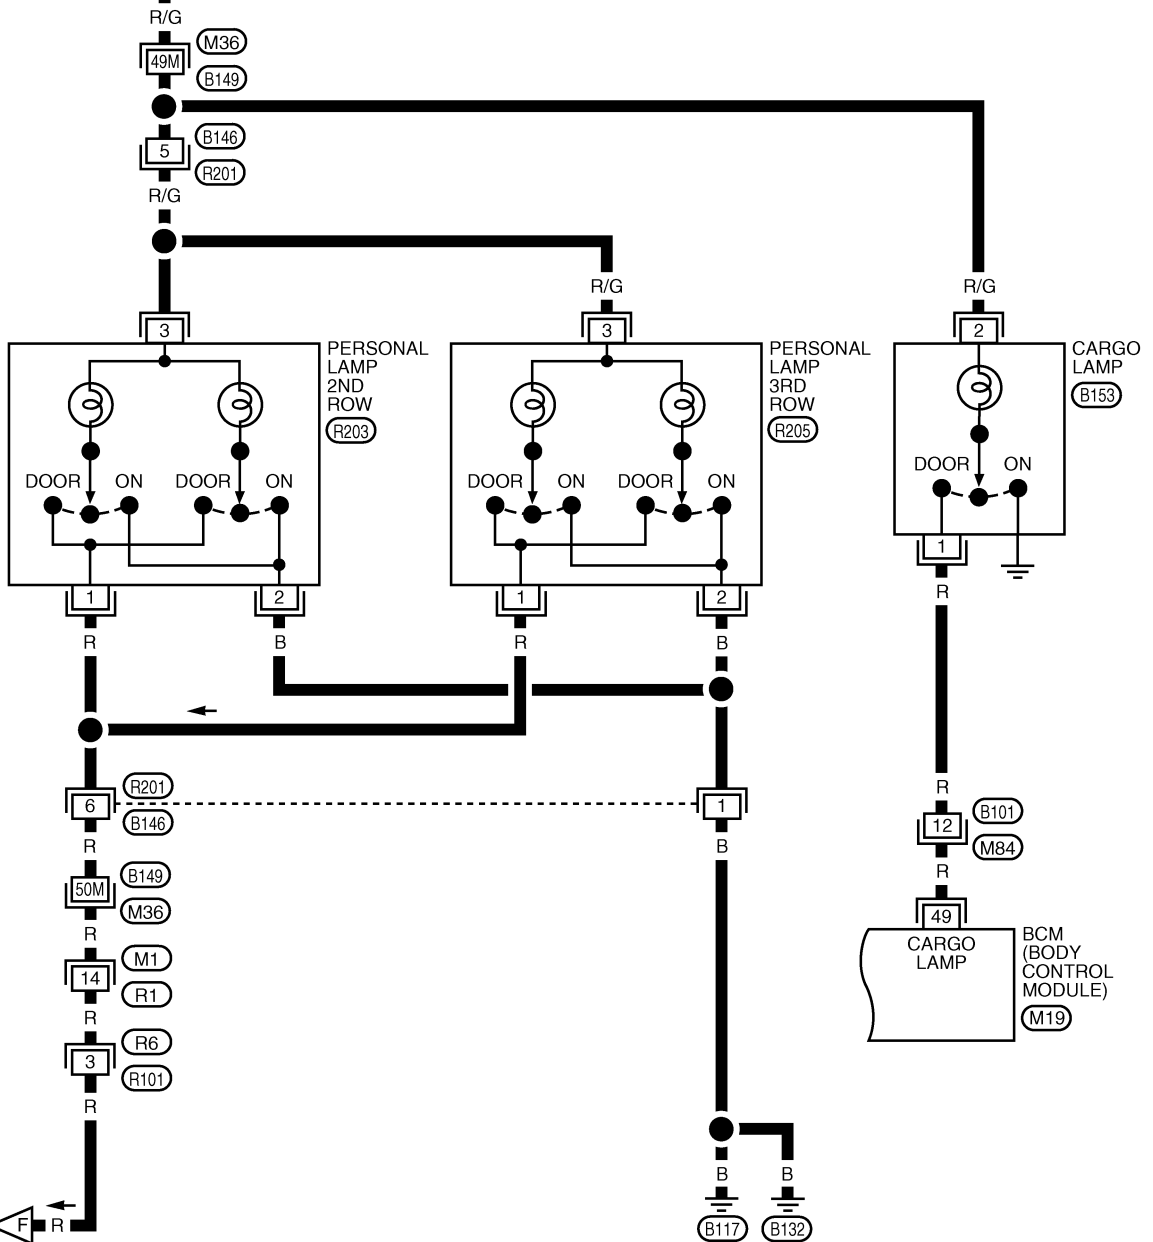 R/G
M36
49M
B149
B146
5
R201
R/G
R/G
R/G
3
3
2
PERSONAL
LAMP
2ND
ROW
R203
PERSONAL
LAMP
3RD
ROW
R205
CARGO
LAMP
B153
DOOR ON DOOR ON
DOOR ON DOOR ON
DOOR ON
1
2
1
2
1
R
B
R
B
R
R201
6
B146
1
R
B
R
B101
12
M84
R
B149
50M
M36
R
49
CARGO
LAMP
BCM
(BODY
CONTROL
MODULE)
M19
M1
14
R1
R
R6
3
R101
R
F R
B
B
B117
B132